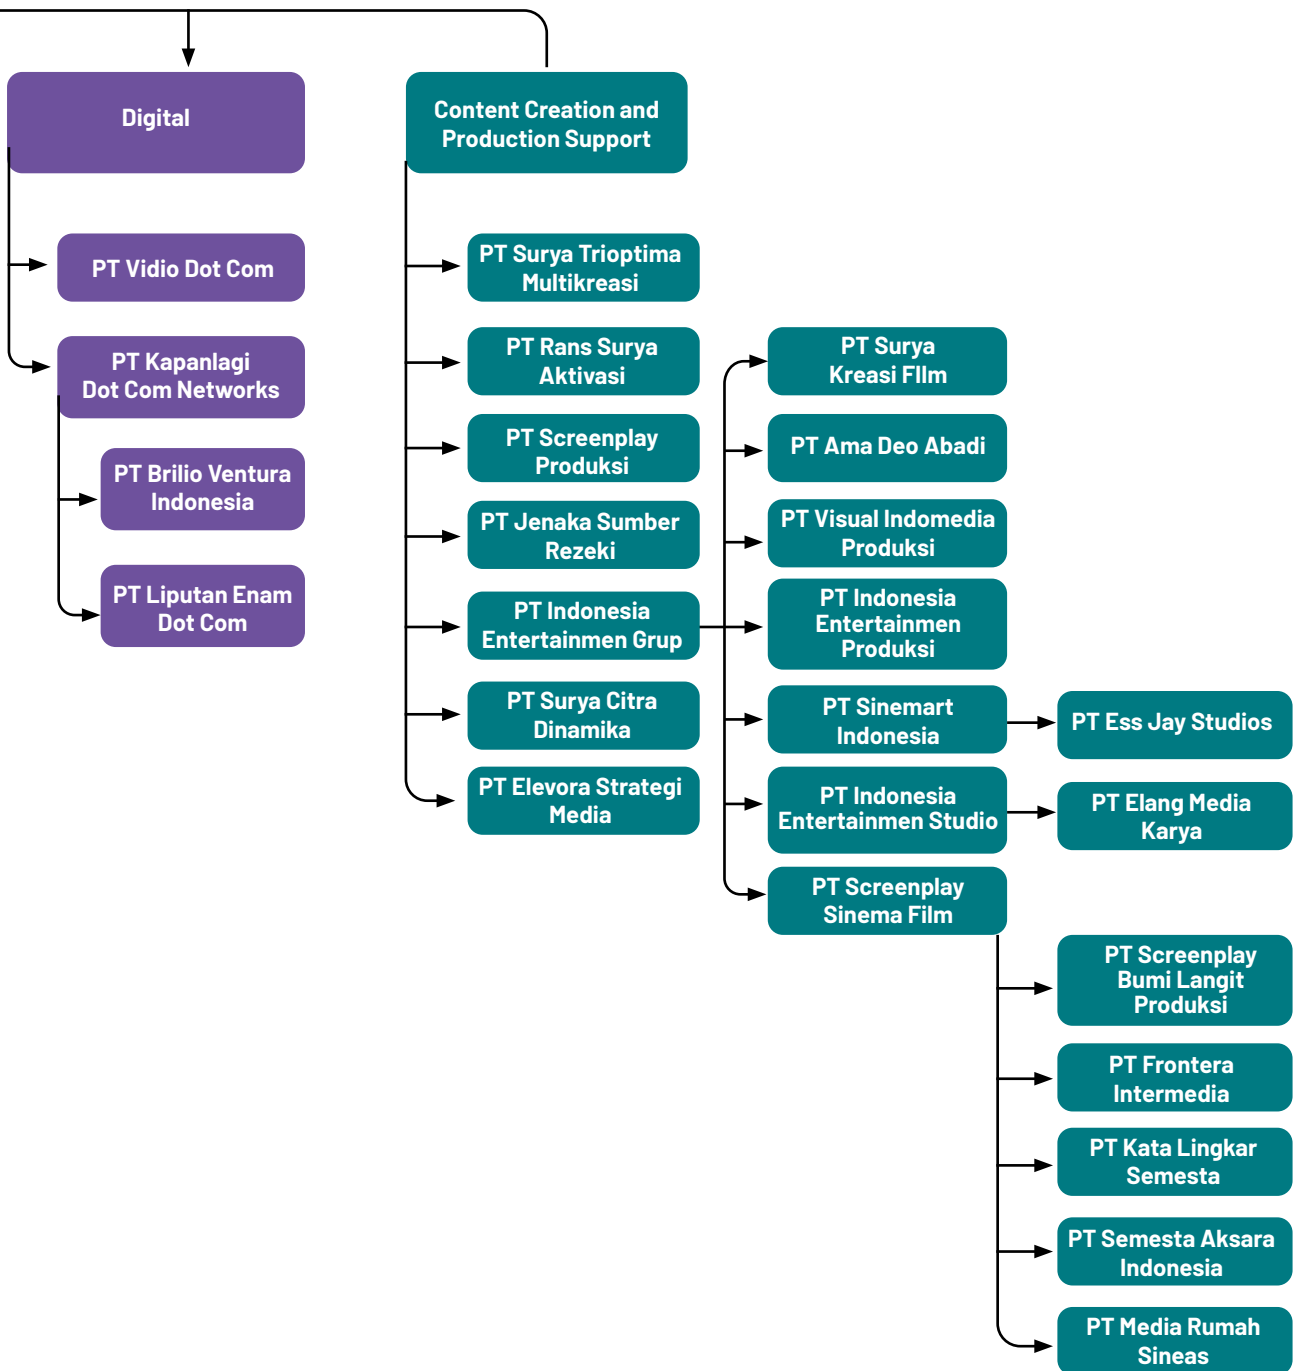 Digital
PT Vidio Dot Com
PT Kapanlagi
Dot Com Networks
PT Brilio Ventura
Indonesia
PT Liputan Enam
Dot Com
Content Creation and
Production Support
PT Surya Trioptima
Multikreasi
PT Rans Surya
Aktivasi
PT Screenplay
Produksi
PT Jenaka Sumber
Rezeki
PT Indonesia
Entertainmen Grup
PT Surya Citra
Dinamika
PT Elevora Strategi
Media
PT Surya
Kreasi FIlm
PT Ama Deo Abadi
PT Visual Indomedia
Produksi
PT Indonesia
Entertainmen
Produksi
PT Sinemart
Indonesia
PT Indonesia
Entertainmen Studio
PT Screenplay
Sinema Film
PT Ess Jay Studios
PT Elang Media
Karya
PT Screenplay
Bumi Langit
Produksi
PT Frontera
Intermedia
PT Kata Lingkar
Semesta
PT Semesta Aksara
Indonesia
PT Media Rumah
Sineas